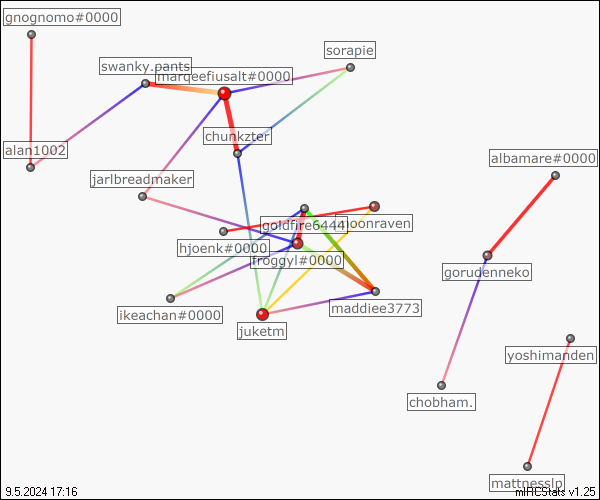 gnognomo#0000
sorapie
swanky.pants
marqeefiusalt#0000
chunkzter
alan1002
albamare#0000
jarlbreadmaker
goldfire6444
moonraven
hjoenk#0000
froggyl#0000
gorudenneko
maddiee3773
ikeachan#0000
juketm
yoshimanden
chobham.
mattnesslp
9.5.2024 17:16
mIRCStats v1.25